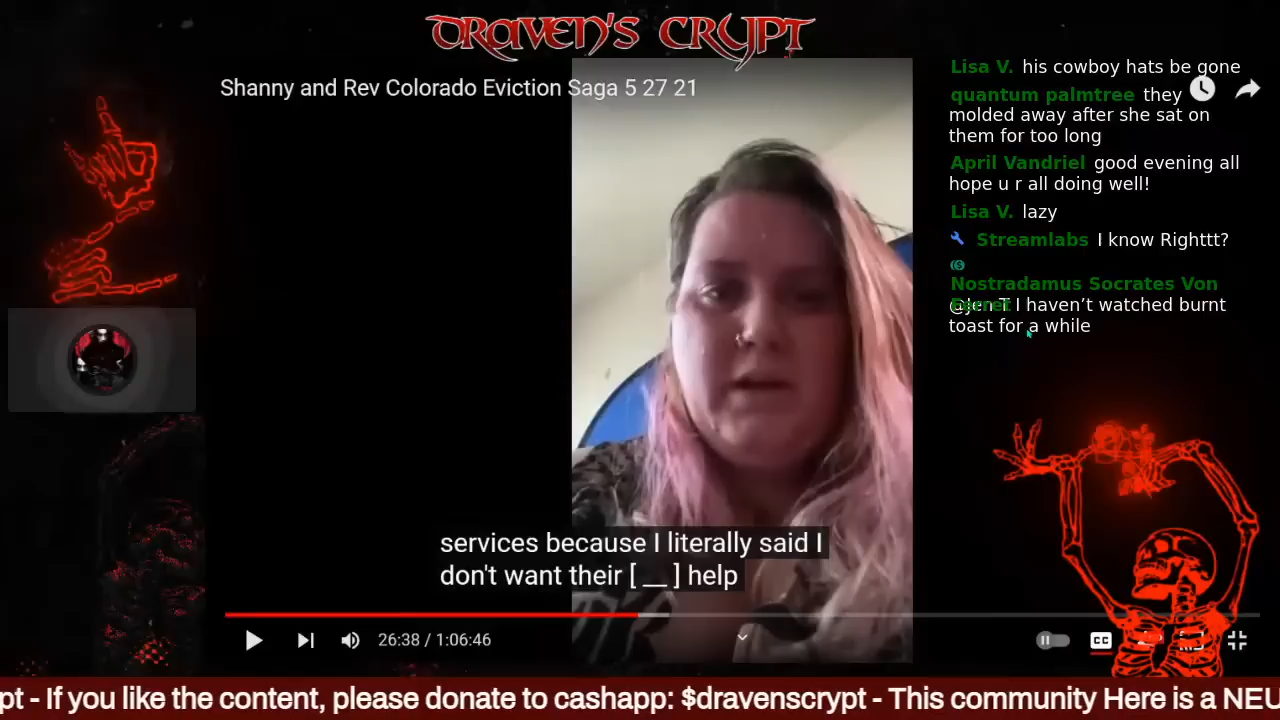 DRAVEN'S CRYPT
Shanny and Rev Colorado Eviction Saga 5 27 21
Lisa V. his cowboy hats be gone
quantum palmtree they
molded away after she sat on
them for too long
April Vandriel good evening all
hope u r all doing well!
Lisa V. lazy
Streamlabs I know Righttt?
Nostradamus Socrates Von
Ferret
@jen T I haven't watched burnt
toast for a while
services because I literally said I
don't want their [ __ ] help
26:38 / 1:06:46
CC
pt - If you like the content, please donate to cashapp: $dravenscrypt - This community Here is a NEU